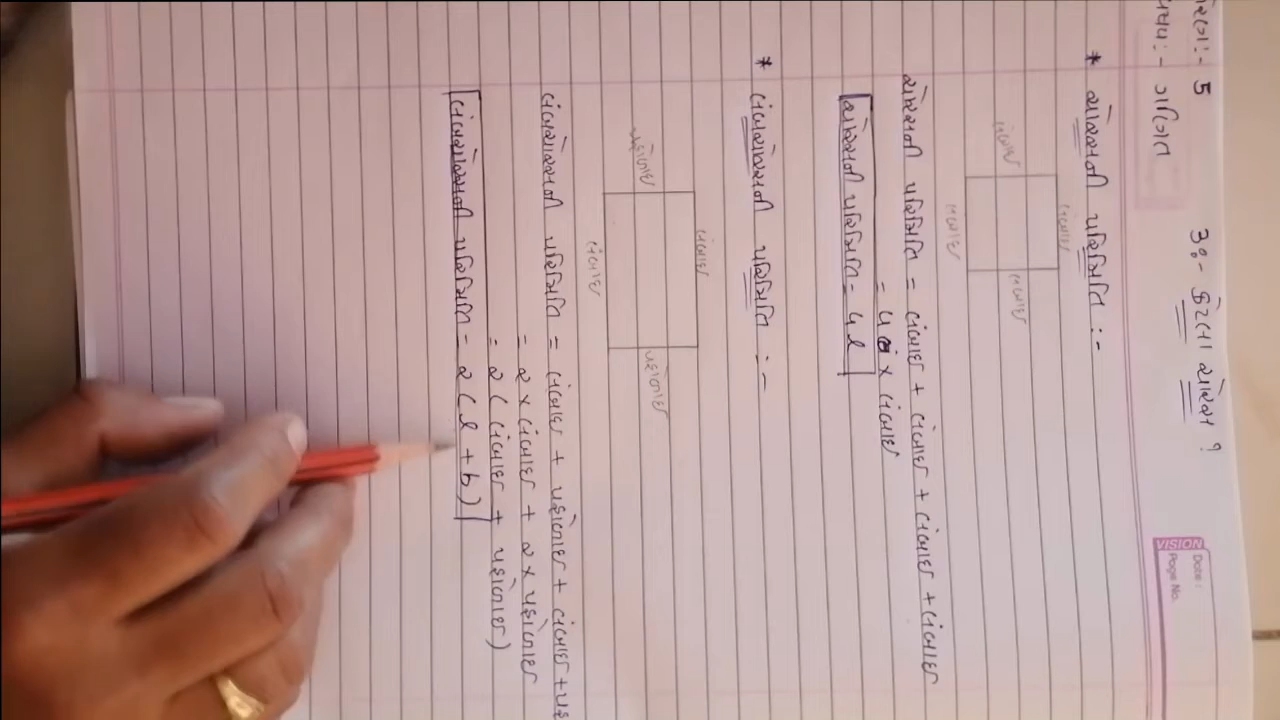 ધોરણ:- 5 3:- કેટલા ચોરસ ?
Date :
Page No.
VISION
વિષય:- ગણિત
* ચોરસની પરિમિતિ :-
લંબાઇ
લંબાઇ
લંબાઇ
લંબાઇ
ચોરસની પરિમિતિ = લંબાઇ + લંબાઇ + લંબાઇ + લંબાઇ
= ૪ × લંબાઇ
ચોરસની પરિમિતિ = ૪ l
* લંબચોરસની પરિમિતિ :-
લંબાઇ
પહોળાઇ
પહોળાઇ
લંબાઇ
લંબચોરસની પરિમિતિ = લંબાઇ + પહોળાઇ + લંબાઇ + પહ
= ૨ × લંબાઇ + ૨ × પહોળાઇ
= ૨ ( લંબાઇ + પહોળાઇ )
લંબચોરસની પરિમિતિ = ૨ ( l + b )